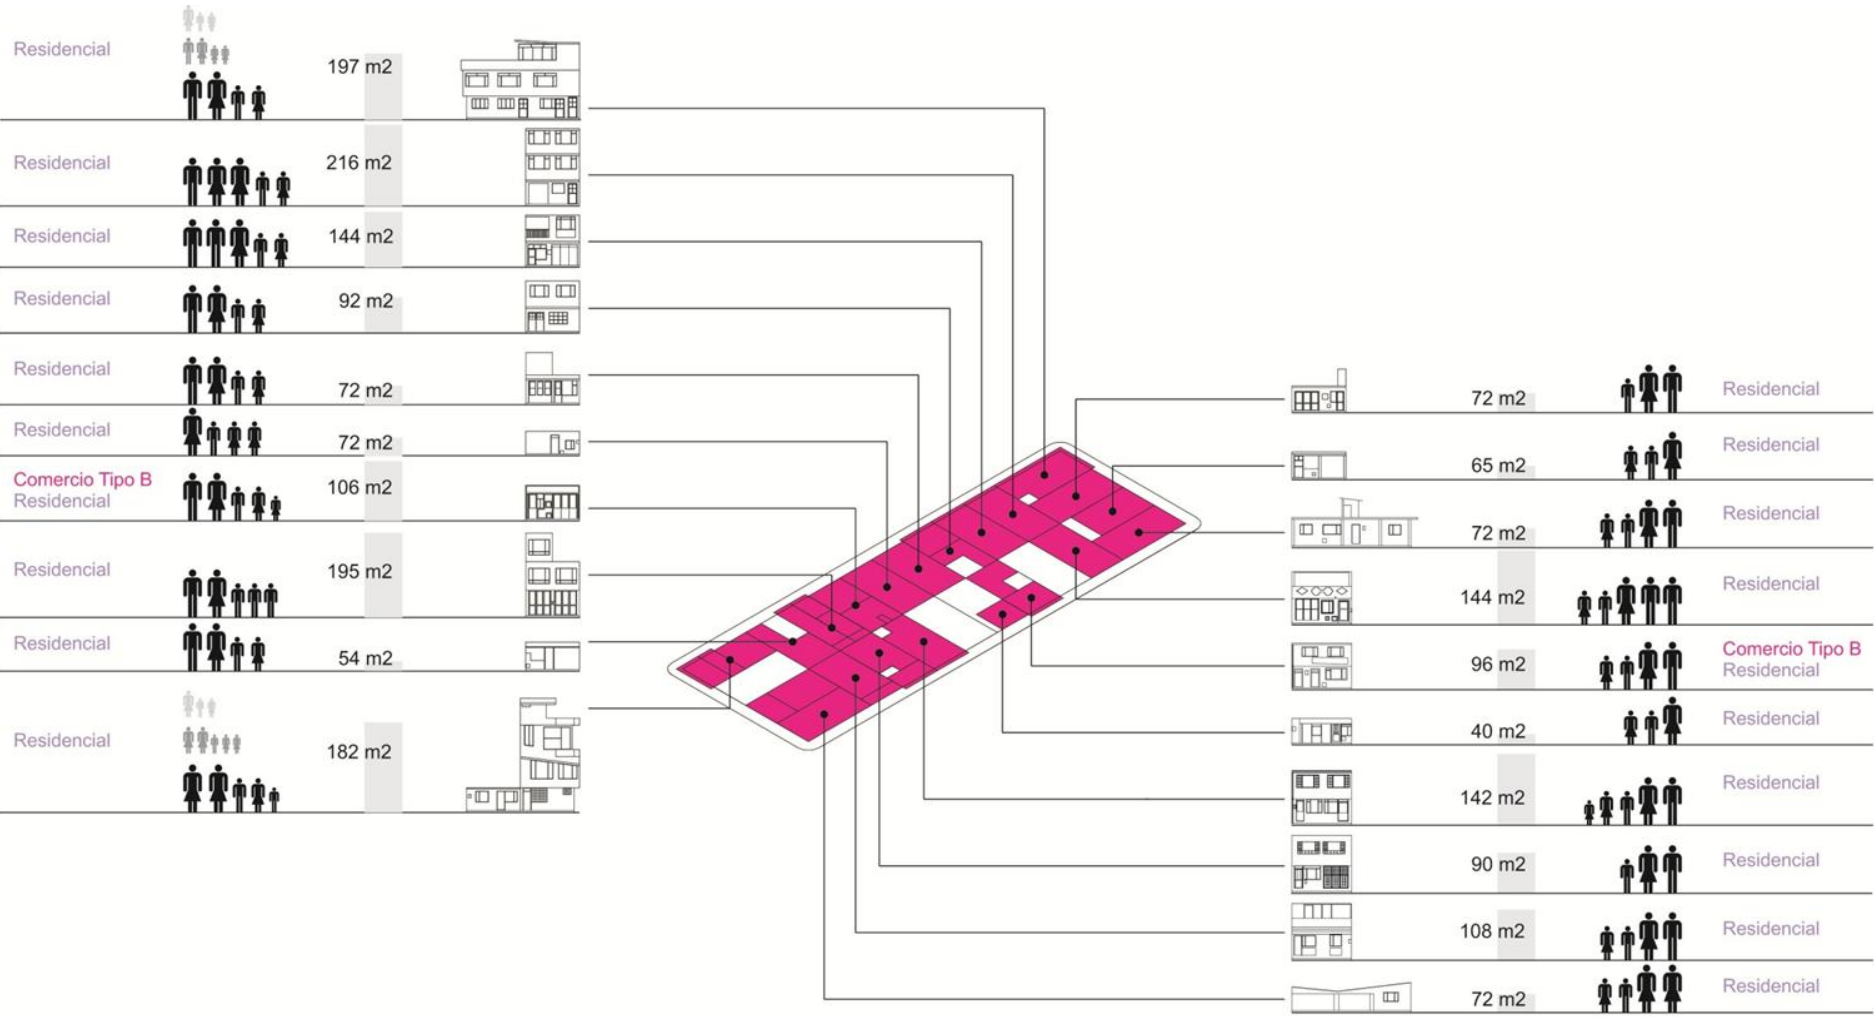 Residencial
197 m2
Residencial
216 m2
Residencial
144 m2
Residencial
92 m2
Residencial
72 m2
Residencial
72 m2
Comercio Tipo B
Residencial
106 m2
Residencial
195 m2
Residencial
54 m2
Residencial
182 m2
72 m2
Residencial
65 m2
Residencial
72 m2
Residencial
144 m2
Residencial
96 m2
Comercio Tipo B
Residencial
40 m2
Residencial
142 m2
Residencial
90 m2
Residencial
108 m2
Residencial
72 m2
Residencial